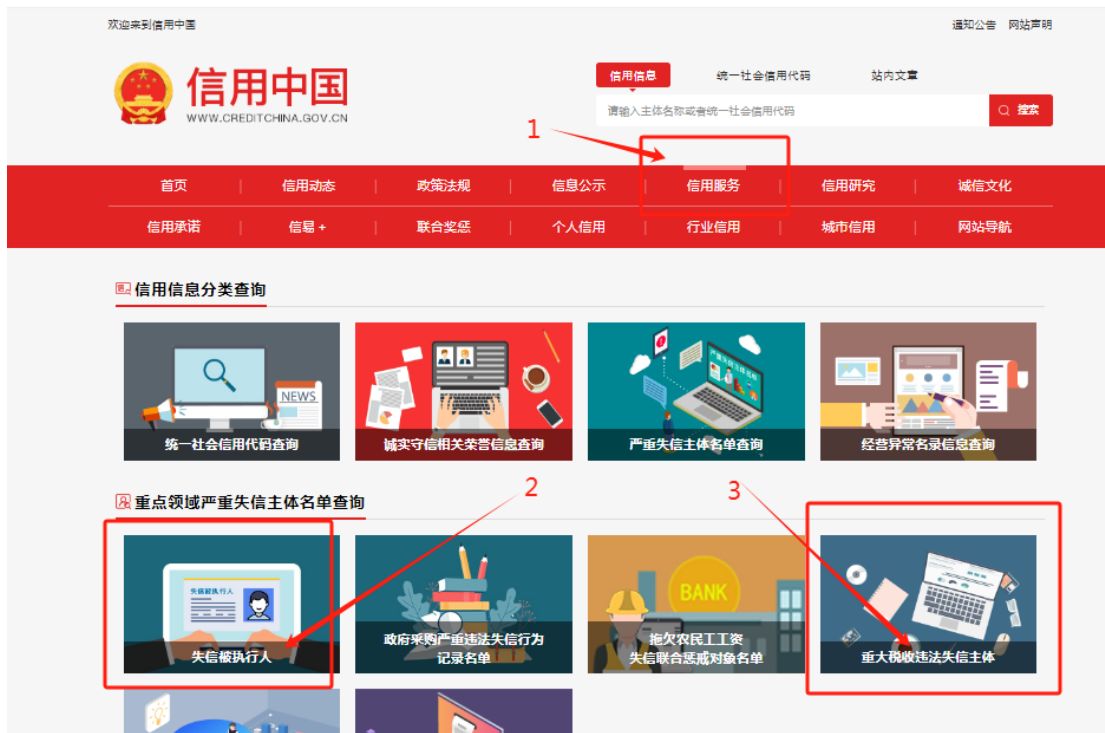 欢迎来到信用中国
通知公告 网站声明
信用中国
WWW.CREDITCHINA.GOV.CN
信用信息 统一社会信用代码 站内文章
请输入主体名称或者统一社会信用代码 搜索
1
首页 信用动态 政策法规 信息公示 信用服务 信用研究 诚信文化
信用承诺 信易+ 联合奖惩 个人信用 行业信用 城市信用 网站导航
信用信息分类查询
NEWS
统一社会信用代码查询 诚实守信相关荣誉信息查询 严重失信主体名单查询 经营异常名录信息查询
重点领域严重失信主体名单查询
2
3
失信被执行人
BANK
失信被执行人
政府采购严重违法失信行为
记录名单
拖欠农民工工资
失信联合惩戒对象名单
重大税收违法失信主体